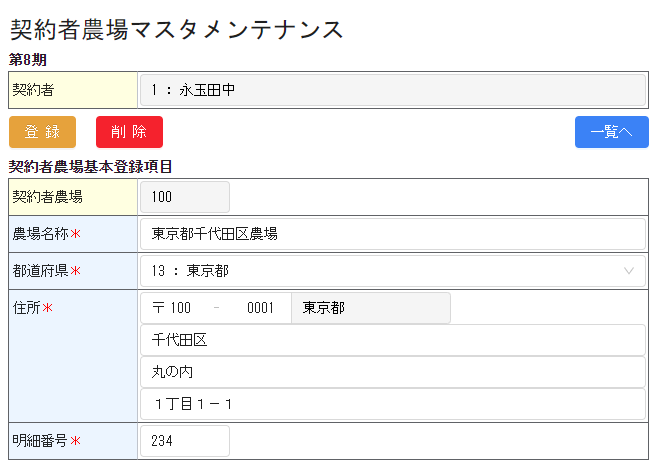 契約者農場マスタメンテナンス
第8期
契約者 1 : 永玉田中
登 録 削 除 一覧へ
契約者農場基本登録項目
契約者農場 100
農場名称＊ 東京都千代田区農場
都道府県＊ 13 : 東京都
住所＊ 〒 100 － 0001 東京都
千代田区
丸の内
１丁目１－１
明細番号＊ 234